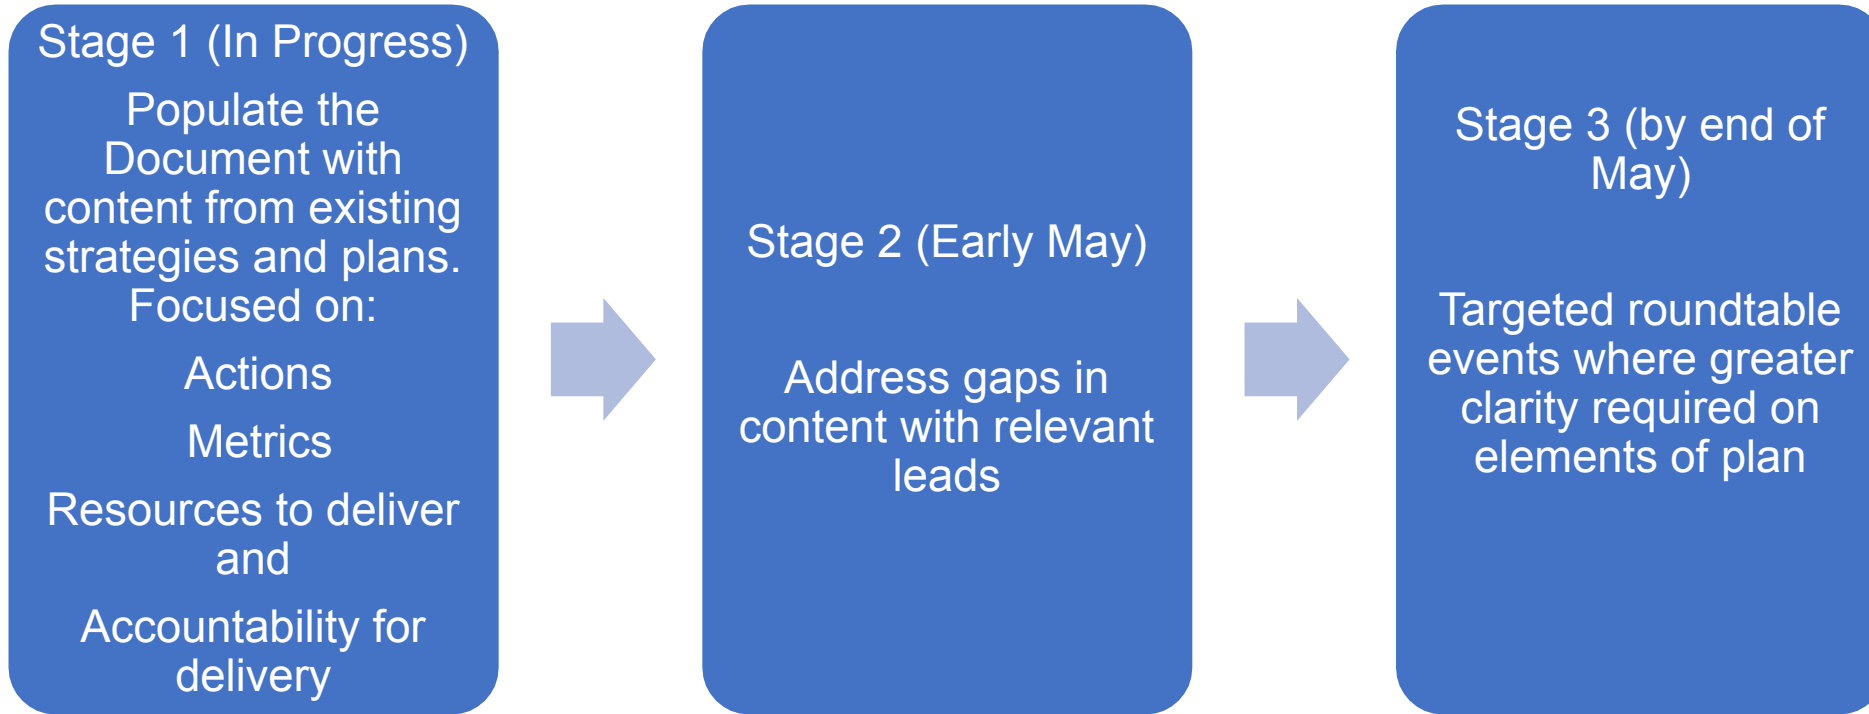 Stage 1 (In Progress)
Populate the
Document with
content from existing
strategies and plans.
Focused on:
Actions
Metrics
Resources to deliver
and
Accountability for
delivery
Stage 2 (Early May)
Address gaps in
content with relevant
leads
Stage 3 (by end of
May)
Targeted roundtable
events where greater
clarity required on
elements of plan